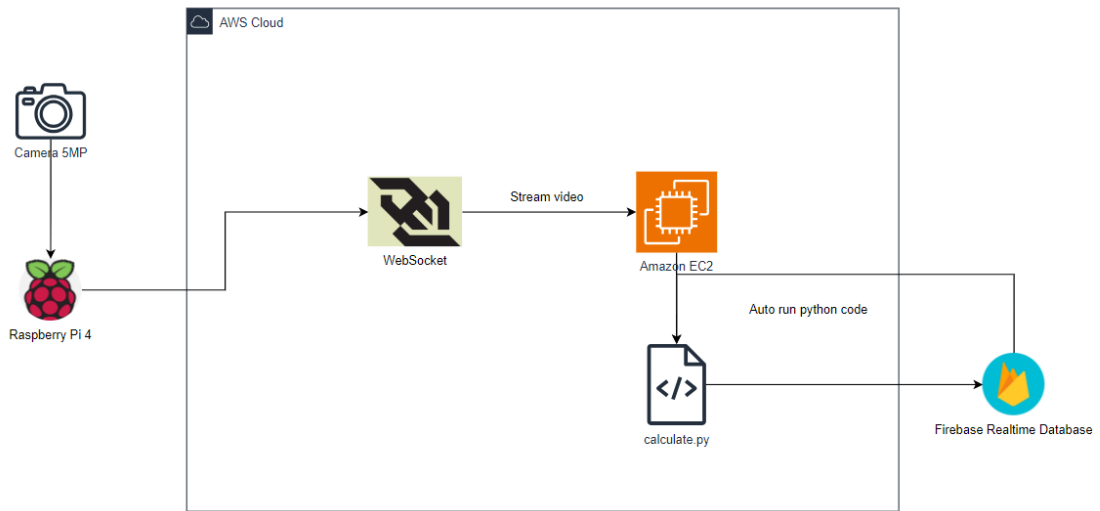 AWS Cloud
Camera 5MP
Stream video
WebSocket
Amazon EC2
Auto run python code
Raspberry Pi 4
Firebase Realtime Database
calculate.py